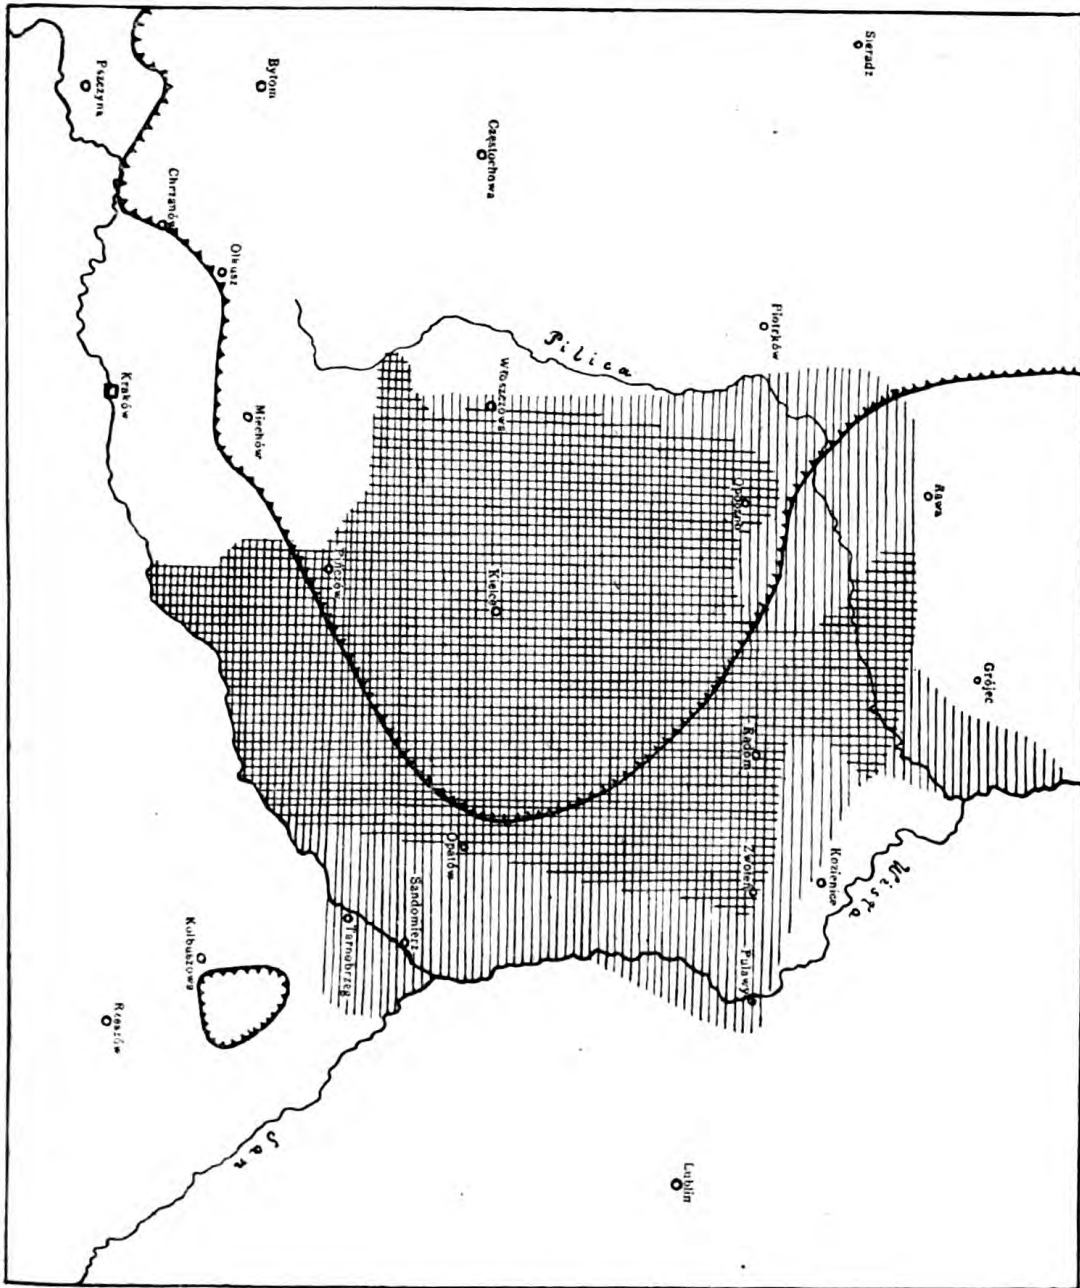 Sieradz
Bytom
Pszczyna
Częstochowa
Chrzanów
Olkusz
Piotrków
Pilica
Włoszczowa
Kraków
Miechów
Rawa
Opoczno
Pińczów
Kielce
Grójec
Radom
Kozienice
Zwoleń
Wisła
Opatów
Sandomierz
Tarnobrzeg
Puławy
Kolbuszowa
Rzeszów
San
Lublin